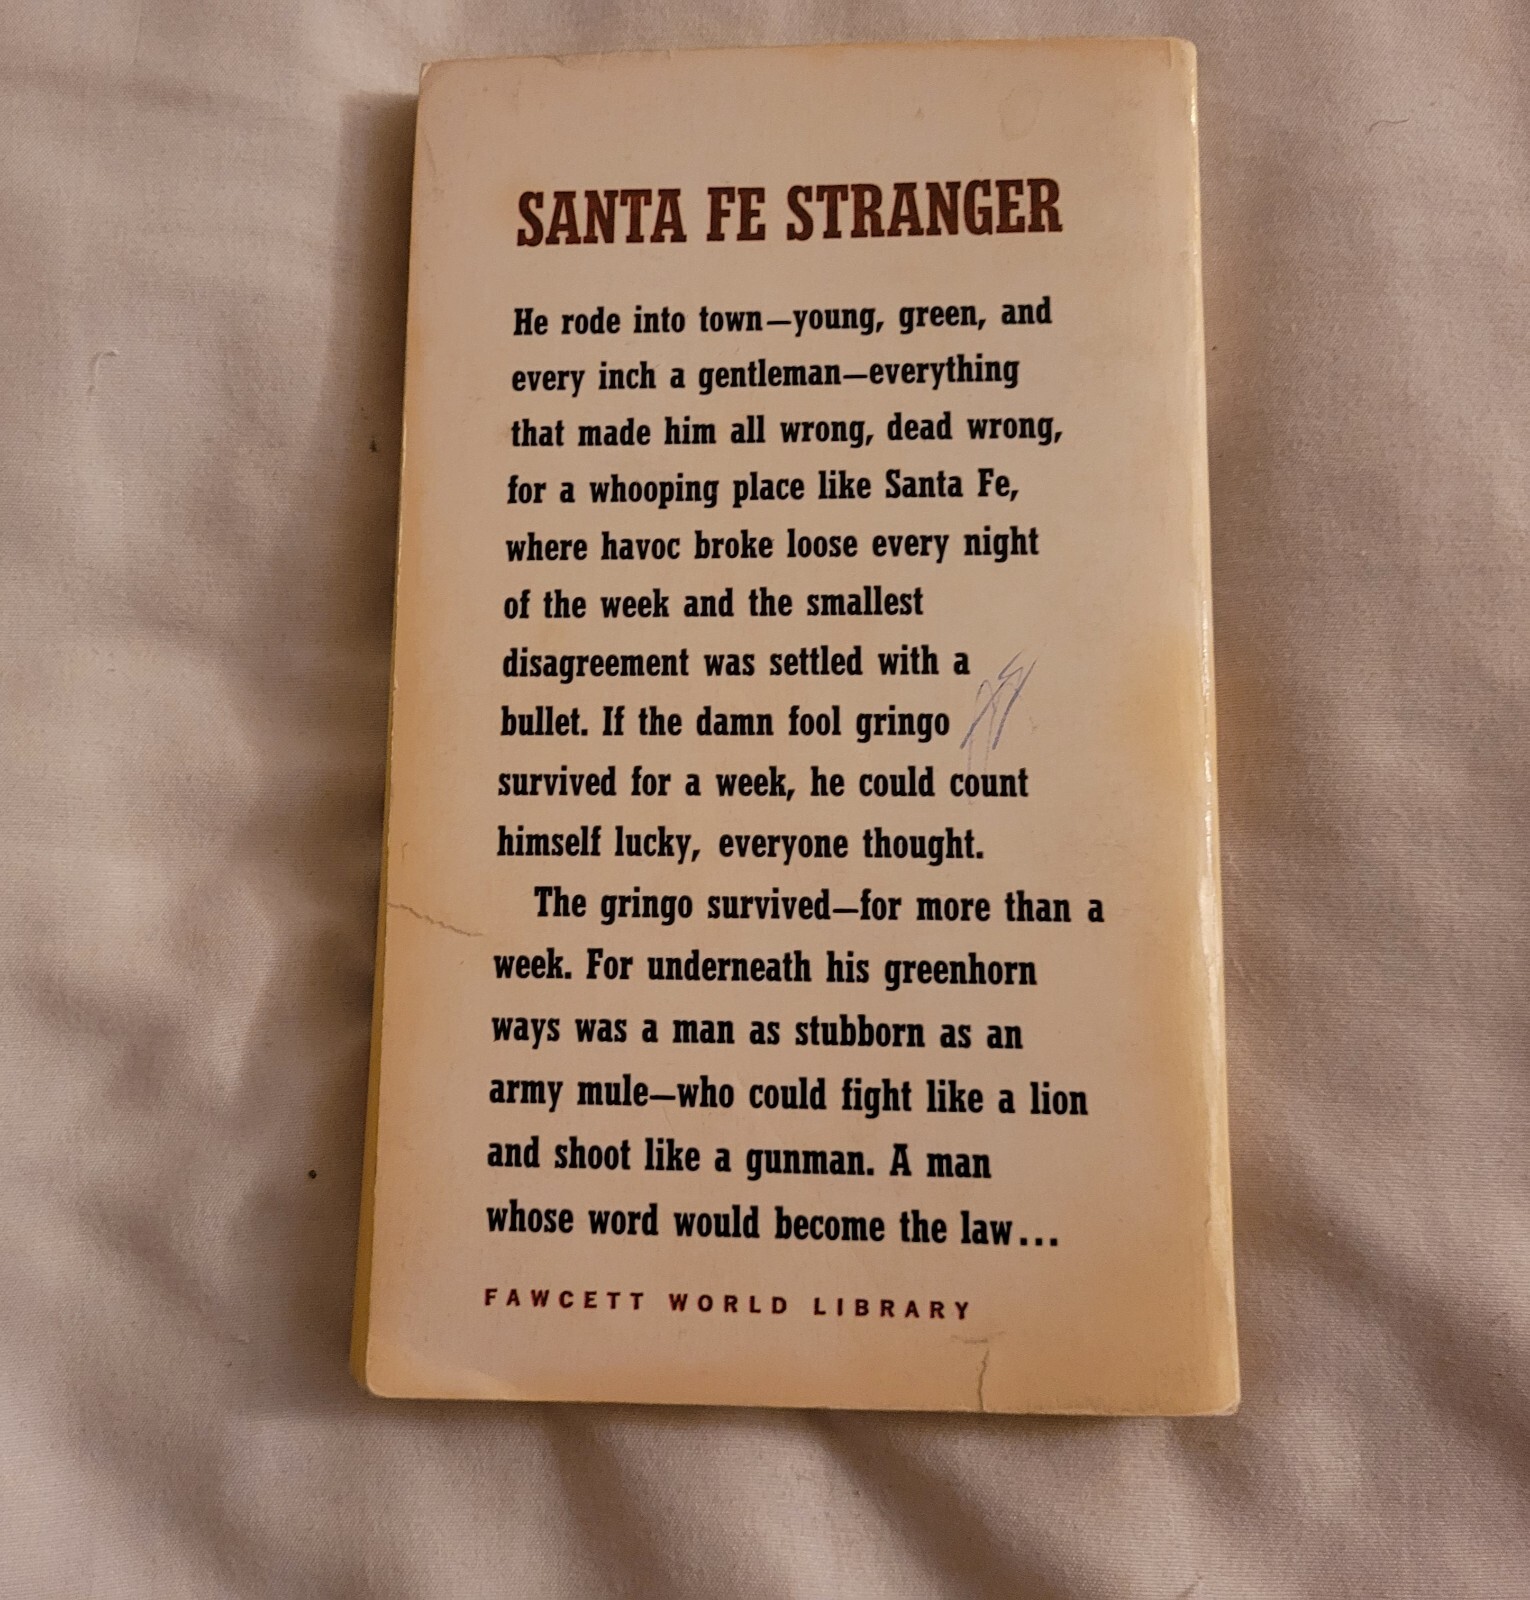 SANTA FE STRANGER
He rode into town—young, green, and
every inch a gentleman—everything
that made him all wrong, dead wrong,
for a whooping place like Santa Fe,
where havoc broke loose every night
of the week and the smallest
disagreement was settled with a
bullet. If the damn fool gringo
survived for a week, he could count
himself lucky, everyone thought.
The gringo survived—for more than a
week. For underneath his greenhorn
ways was a man as stubborn as an
army mule—who could fight like a lion
and shoot like a gunman. A man
whose word would become the law...
FAWCETT WORLD LIBRARY